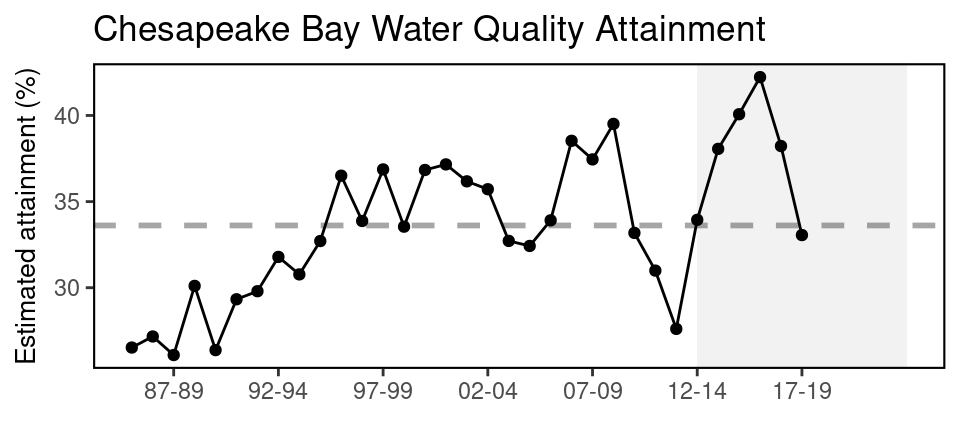 Chesapeake Bay Water Quality Attainment
Estimated attainment (%)
40
35
30
87-89 92-94 97-99 02-04 07-09 12-14 17-19